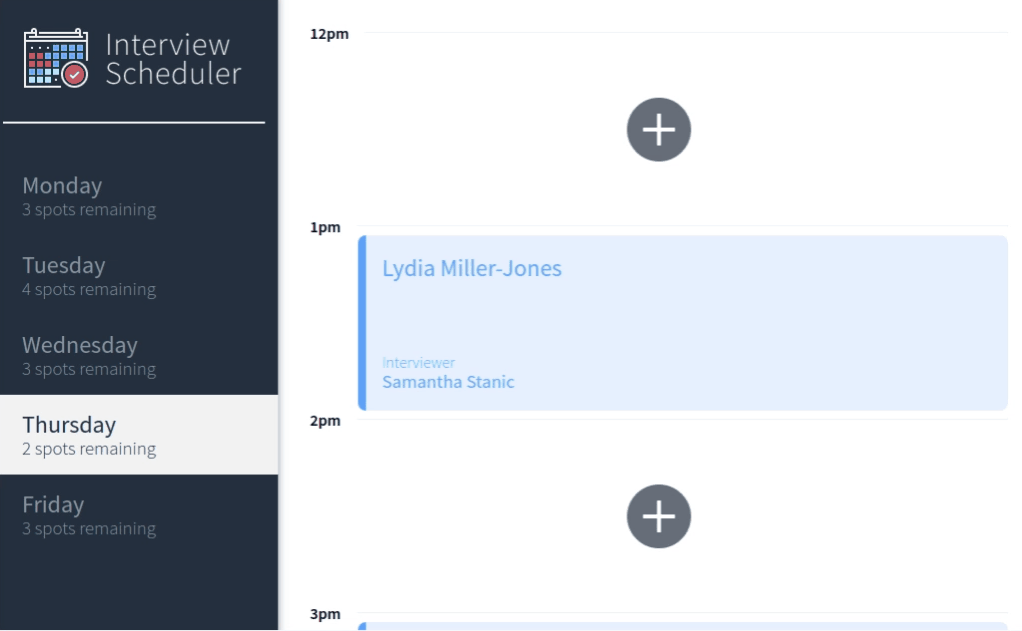 Interview
Scheduler
Monday
3 spots remaining
Tuesday
4 spots remaining
Wednesday
3 spots remaining
Thursday
2 spots remaining
Friday
3 spots remaining
12pm
1pm
Lydia Miller-Jones
Interviewer
Samantha Stanic
2pm
3pm